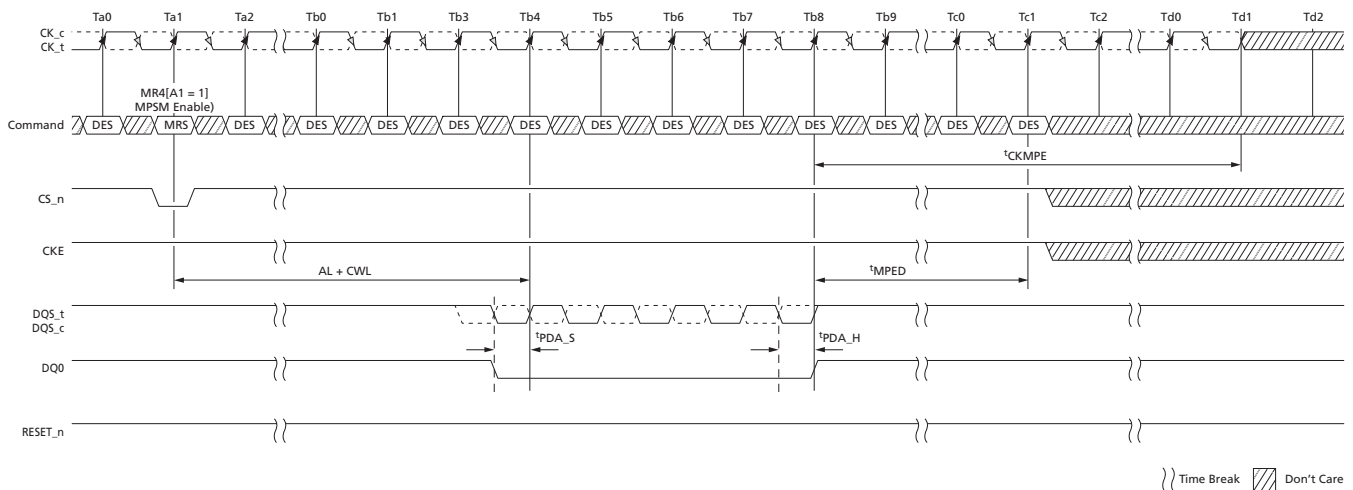 Ta0 Ta1 Ta2 Tb0 Tb1 Tb3 Tb4 Tb5 Tb6 Tb7 Tb8 Tb9 Tc0 Tc1 Tc2 Td0 Td1 Td2
CK_c
CK_t
MR4[A1 = 1]
MPSM Enable)
Command DES MRS DES DES DES DES DES DES DES DES DES DES DES DES
tCKMPE
CS_n
CKE
AL + CWL tMPED
DQS_t
DQS_c
tPDA_S tPDA_H
DQ0
RESET_n
Time Break Don't Care